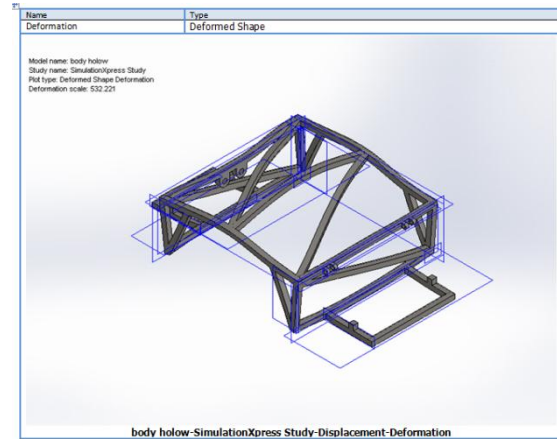 Name Type
Deformation Deformed Shape
Model name: body holow
Study name: SimulationXpress Study
Plot type: Deformed Shape Deformation
Deformation scale: 532.221
body holow-SimulationXpress Study-Displacement-Deformation